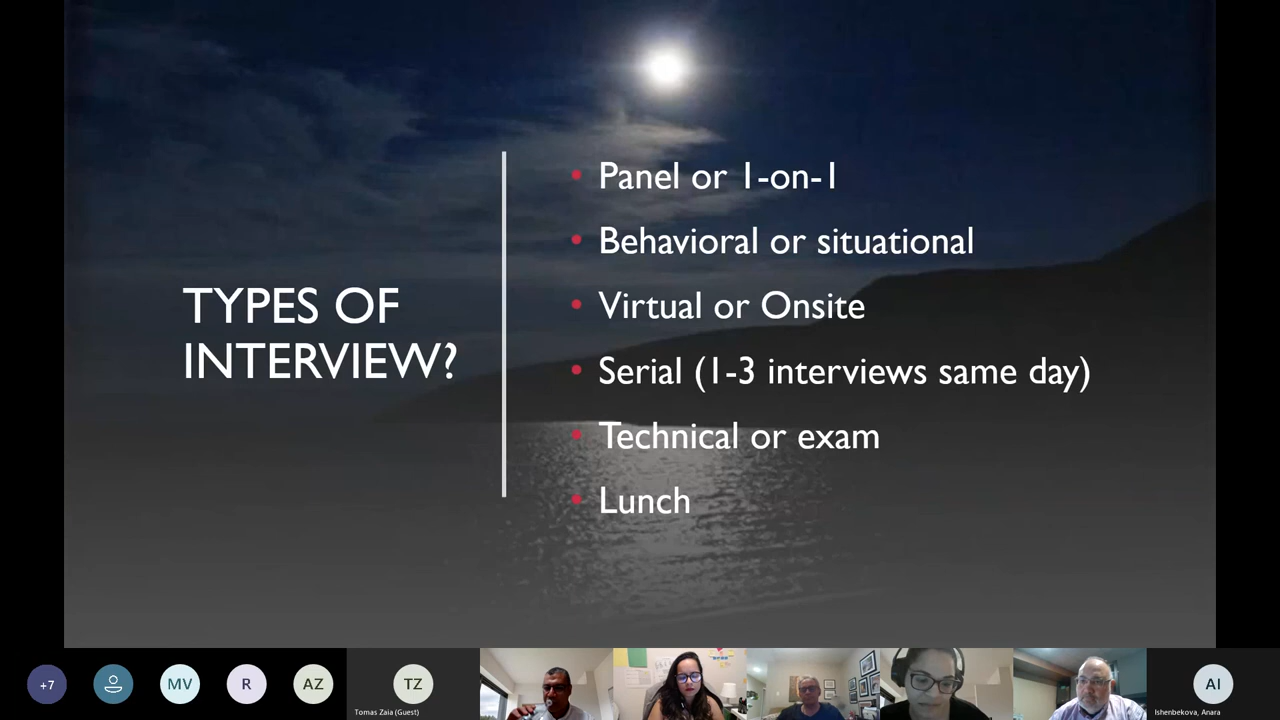 TYPES OF
INTERVIEW?
• Panel or 1-on-1
• Behavioral or situational
• Virtual or Onsite
• Serial (1-3 interviews same day)
• Technical or exam
• Lunch
+7
MV
R
AZ
TZ
Tomas Zaia (Guest)
AI
Ishenbekova, Anara